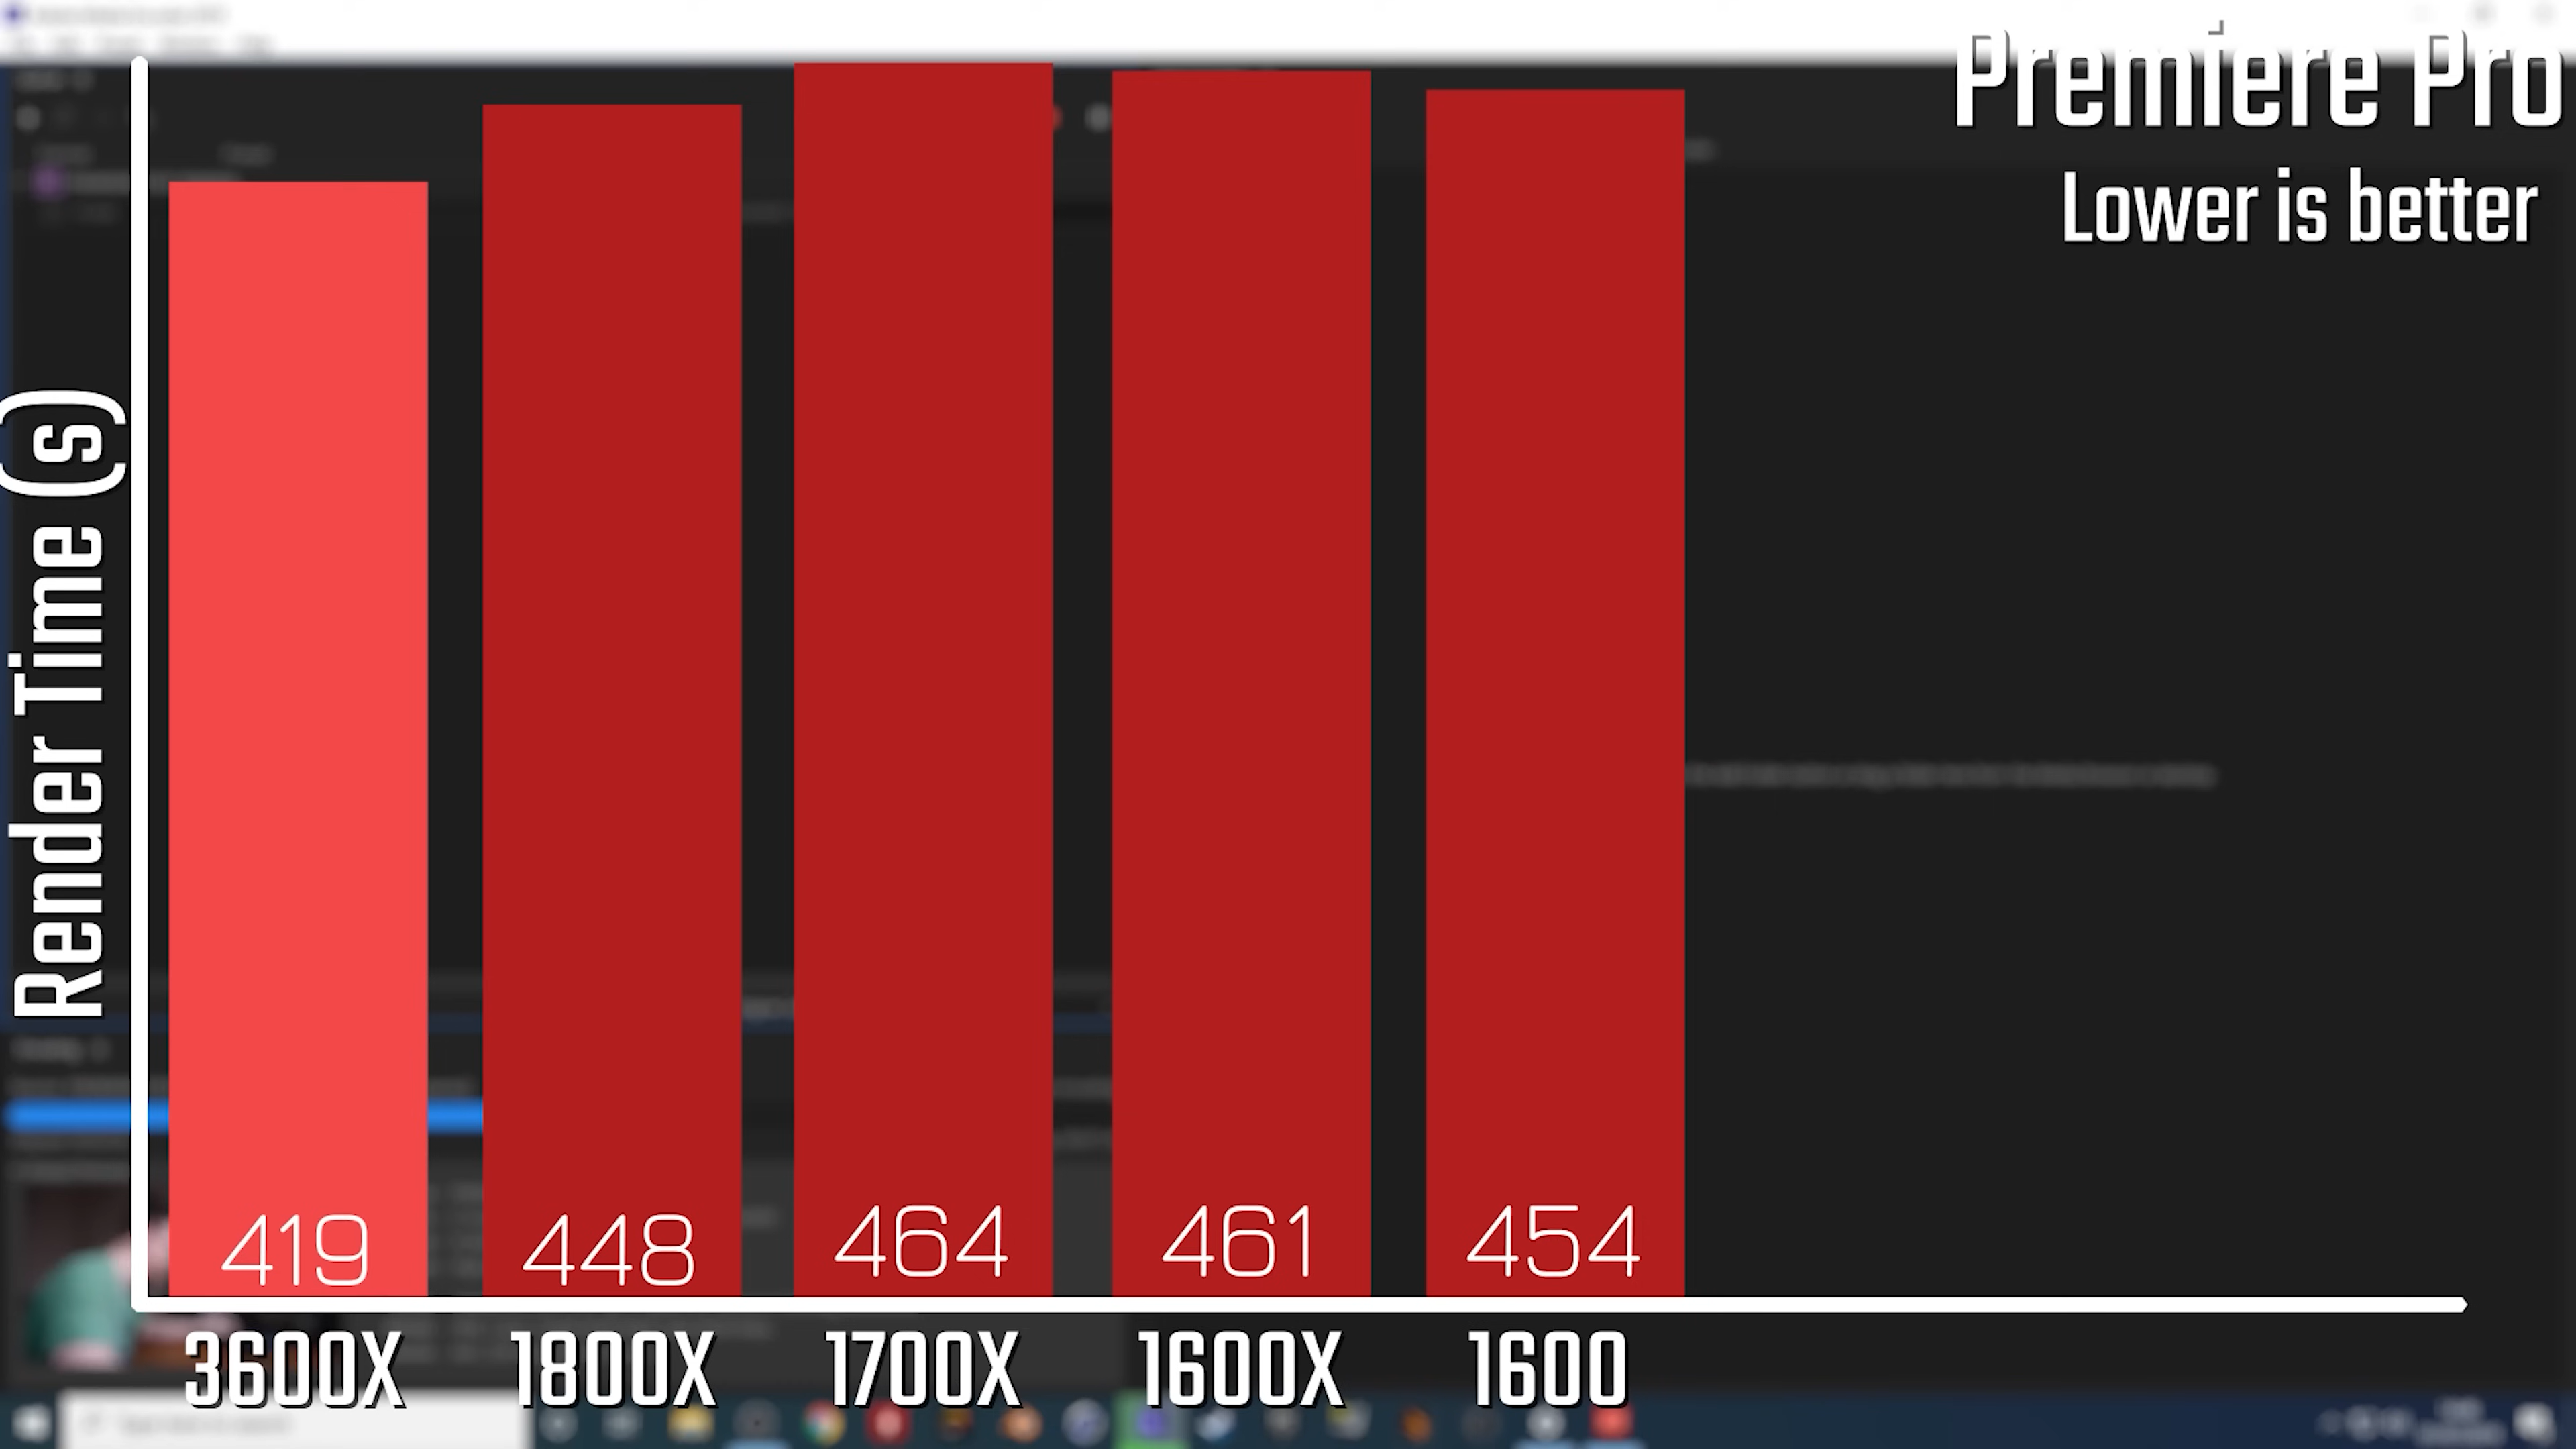 Premiere Pro
Lower is better
Render Time (s)
419 448 464 461 454
3600X 1800X 1700X 1600X 1600